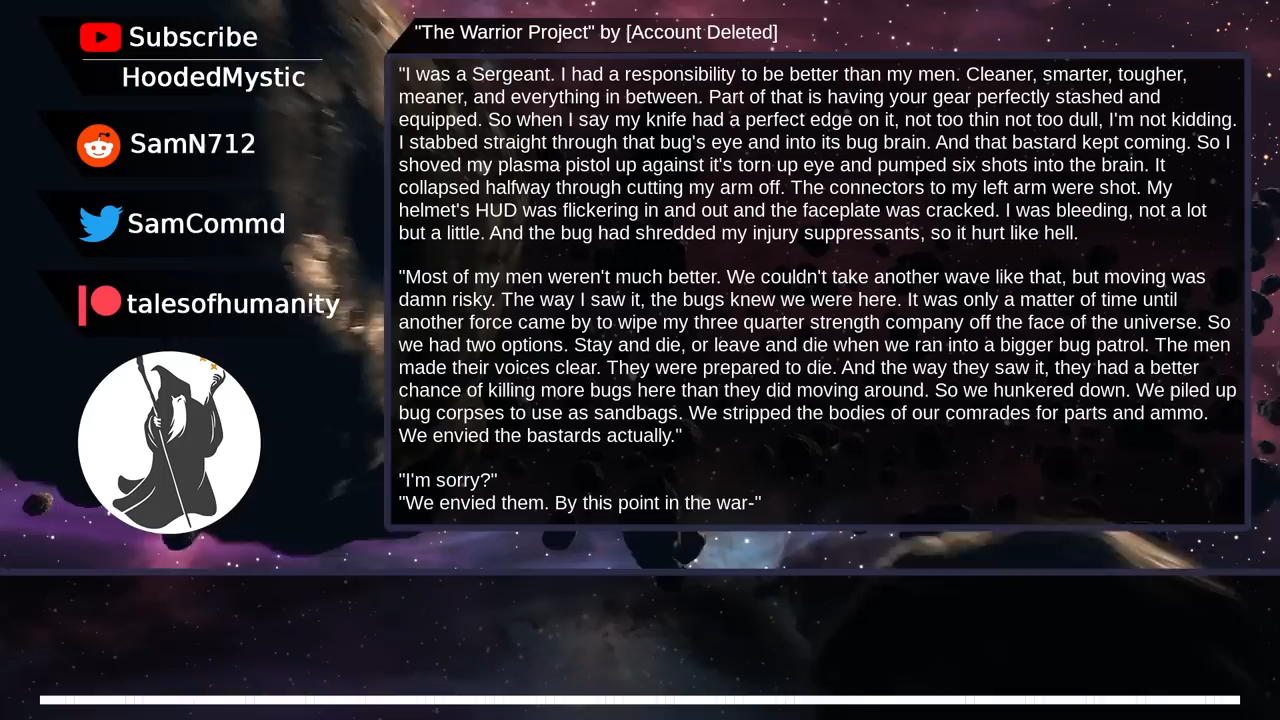 Subscribe
HoodedMystic
SamN712
SamCommd
talesofhumanity
"The Warrior Project" by [Account Deleted]
"I was a Sergeant. I had a responsibility to be better than my men. Cleaner, smarter, tougher,
meaner, and everything in between. Part of that is having your gear perfectly stashed and
equipped. So when I say my knife had a perfect edge on it, not too thin not too dull, I'm not kidding.
I stabbed straight through that bug's eye and into its bug brain. And that bastard kept coming. So I
shoved my plasma pistol up against it's torn up eye and pumped six shots into the brain. It
collapsed halfway through cutting my arm off. The connectors to my left arm were shot. My
helmet's HUD was flickering in and out and the faceplate was cracked. I was bleeding, not a lot
but a little. And the bug had shredded my injury suppressants, so it hurt like hell.
"Most of my men weren't much better. We couldn't take another wave like that, but moving was
damn risky. The way I saw it, the bugs knew we were here. It was only a matter of time until
another force came by to wipe my three quarter strength company off the face of the universe. So
we had two options. Stay and die, or leave and die when we ran into a bigger bug patrol. The men
made their voices clear. They were prepared to die. And the way they saw it, they had a better
chance of killing more bugs here than they did moving around. So we hunkered down. We piled up
bug corpses to use as sandbags. We stripped the bodies of our comrades for parts and ammo.
We envied the bastards actually."
"I'm sorry?"
"We envied them. By this point in the war-"